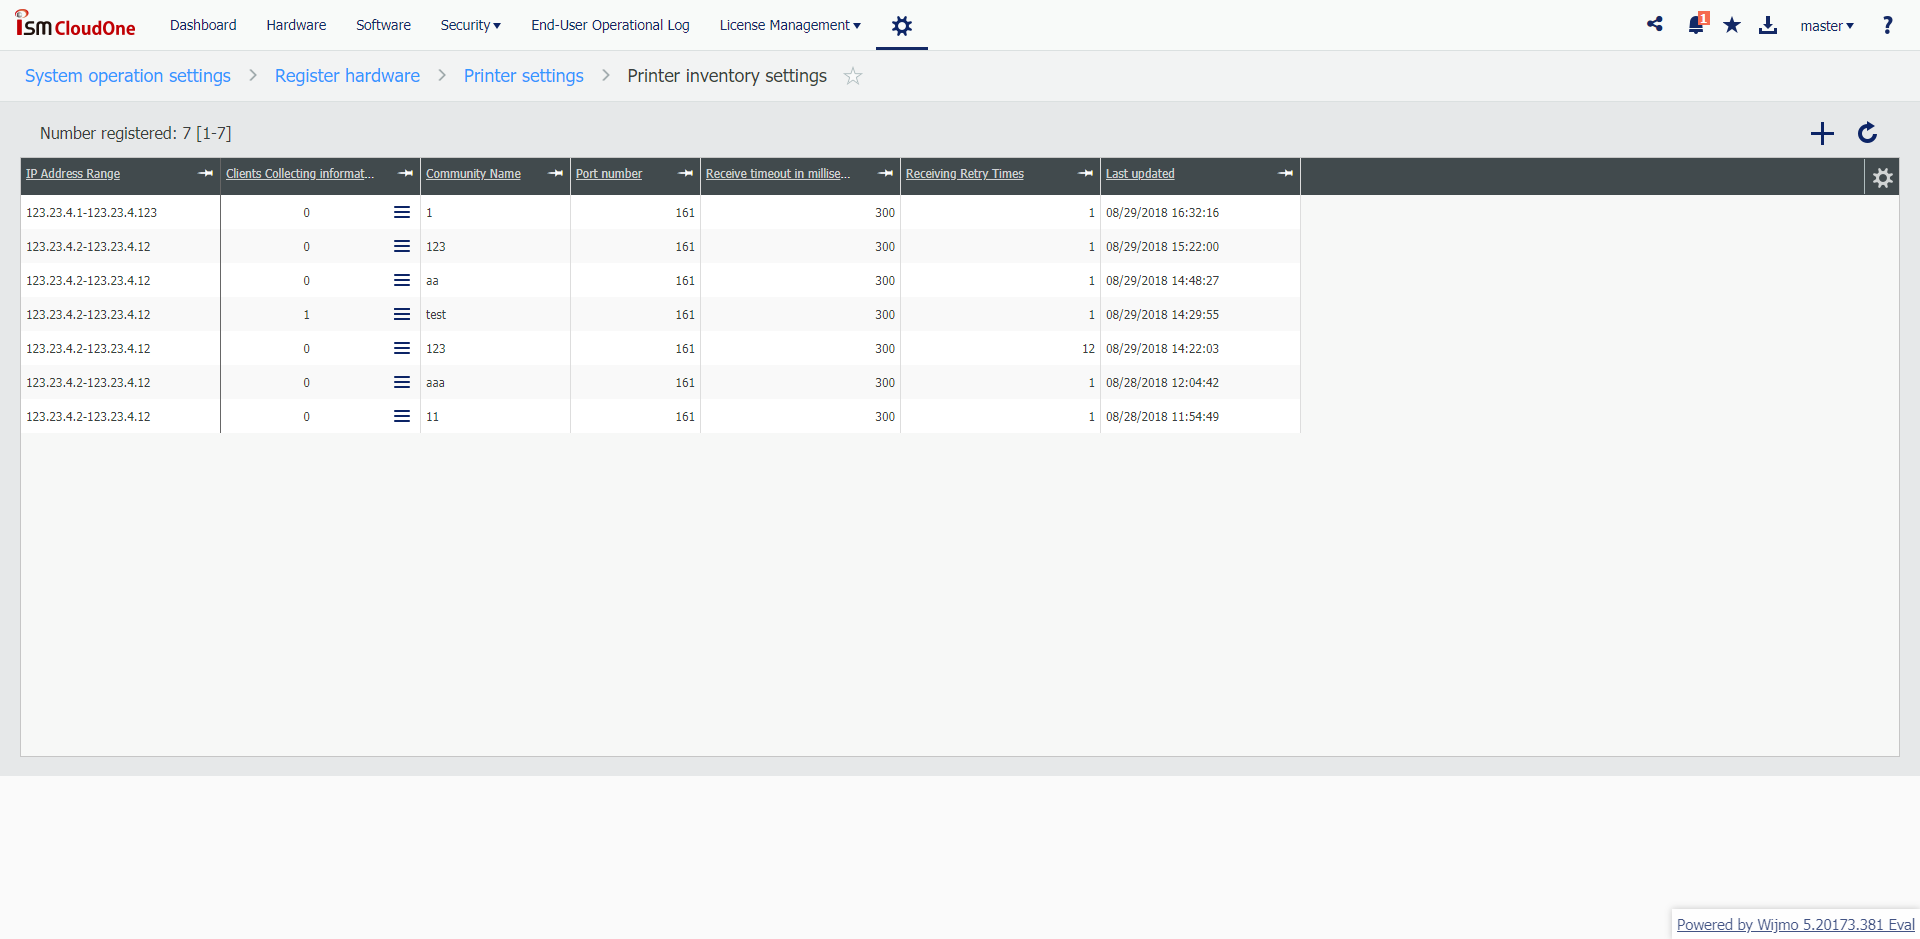 ISM CloudOne Dashboard Hardware Software Security End-User Operational Log License Management 1 master ?
System operation settings > Register hardware > Printer settings > Printer inventory settings
Number registered: 7 [1-7]
IP Address Range Clients Collecting informat... Community Name Port number Receive timeout in millise... Receiving Retry Times Last updated
123.23.4.1-123.23.4.123 0 1 161 300 1 08/29/2018 16:32:16
123.23.4.2-123.23.4.12 0 123 161 300 1 08/29/2018 15:22:00
123.23.4.2-123.23.4.12 0 aa 161 300 1 08/29/2018 14:48:27
123.23.4.2-123.23.4.12 1 test 161 300 1 08/29/2018 14:29:55
123.23.4.2-123.23.4.12 0 123 161 300 12 08/29/2018 14:22:03
123.23.4.2-123.23.4.12 0 aaa 161 300 1 08/28/2018 12:04:42
123.23.4.2-123.23.4.12 0 11 161 300 1 08/28/2018 11:54:49
Powered by Wijmo 5.20173.381 Eval